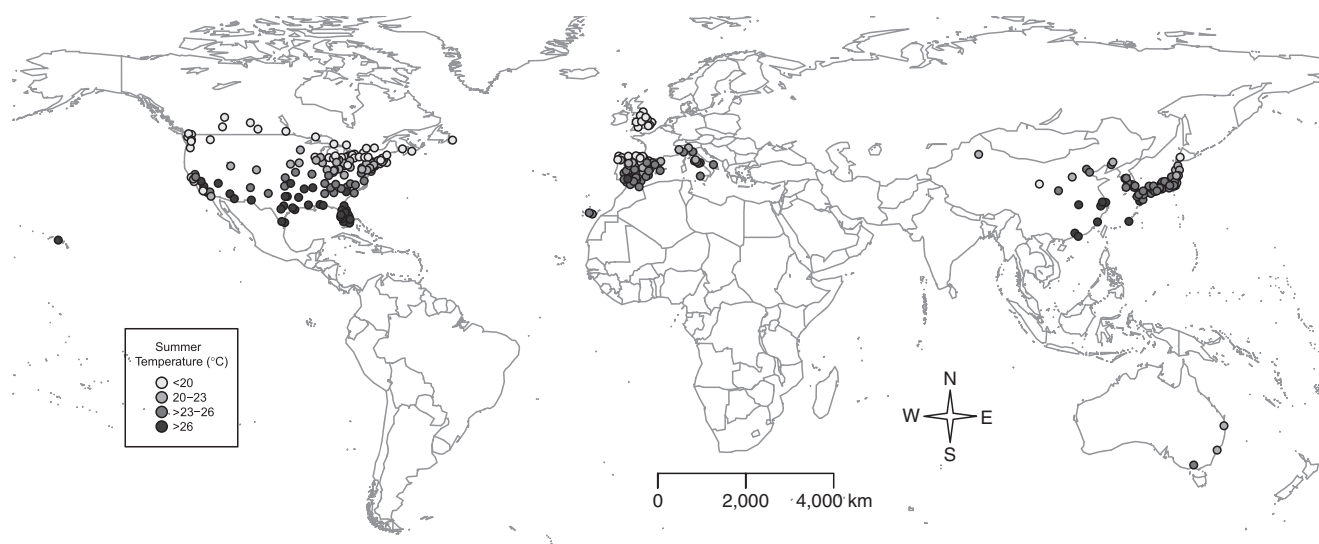 Summer
Temperature (°C)
<20
20–23
>23–26
>26
N
W E
S
0 2,000 4,000 km